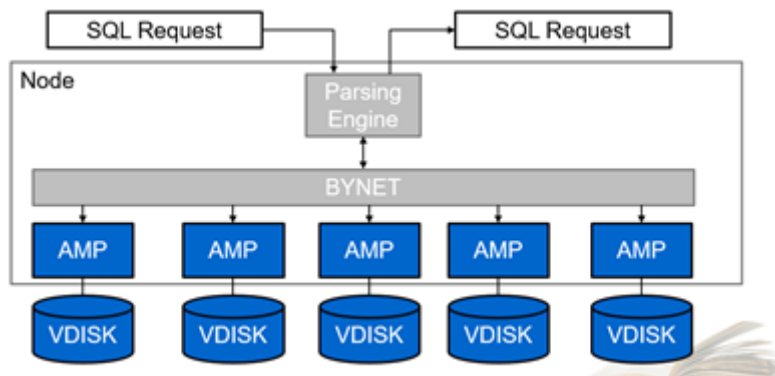 SQL Request
SQL Request
Node
Parsing
Engine
BYNET
AMP
AMP
AMP
AMP
AMP
VDISK
VDISK
VDISK
VDISK
VDISK